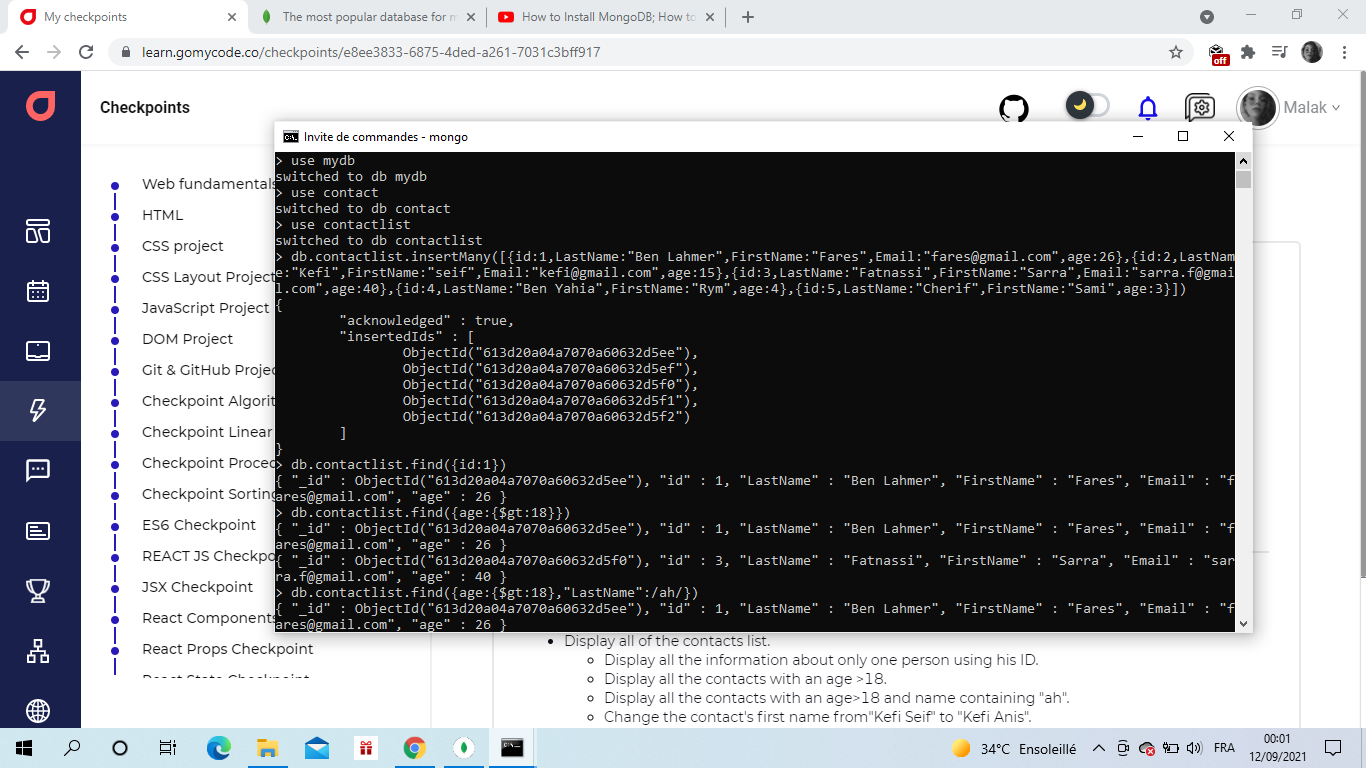 My checkpoints
The most popular database for m
How to Install MongoDB; How to
learn.gomycode.co/checkpoints/e8ee3833-6875-4ded-a261-7031c3bff917
off
Checkpoints
Malak
Web fundamentals
HTML
CSS project
CSS Layout Project
JavaScript Project
DOM Project
Git & GitHub Projec
Checkpoint Algorit
Checkpoint Linear
Checkpoint Proced
Checkpoint Sorting
ES6 Checkpoint
REACT JS Checkpo
JSX Checkpoint
React Components
React Props Checkpoint
React State Checkpoint
Invite de commandes - mongo
> use mydb
switched to db mydb
> use contact
switched to db contact
> use contactlist
switched to db contactlist
> db.contactlist.insertMany([{id:1,LastName:"Ben Lahmer",FirstName:"Fares",Email:"fares@gmail.com",age:26},{id:2,LastNam
e:"Kefi",FirstName:"seif",Email:"kefi@gmail.com",age:15},{id:3,LastName:"Fatnassi",FirstName:"Sarra",Email:"sarra.f@gmai
l.com",age:40},{id:4,LastName:"Ben Yahia",FirstName:"Rym",age:4},{id:5,LastName:"Cherif",FirstName:"Sami",age:3}])
{
"acknowledged" : true,
"insertedIds" : [
ObjectId("613d20a04a7070a60632d5ee"),
ObjectId("613d20a04a7070a60632d5ef"),
ObjectId("613d20a04a7070a60632d5f0"),
ObjectId("613d20a04a7070a60632d5f1"),
ObjectId("613d20a04a7070a60632d5f2")
]
}
> db.contactlist.find({id:1})
{ "_id" : ObjectId("613d20a04a7070a60632d5ee"), "id" : 1, "LastName" : "Ben Lahmer", "FirstName" : "Fares", "Email" : "f
ares@gmail.com", "age" : 26 }
> db.contactlist.find({age:{$gt:18}})
{ "_id" : ObjectId("613d20a04a7070a60632d5ee"), "id" : 1, "LastName" : "Ben Lahmer", "FirstName" : "Fares", "Email" : "f
ares@gmail.com", "age" : 26 }
{ "_id" : ObjectId("613d20a04a7070a60632d5f0"), "id" : 3, "LastName" : "Fatnassi", "FirstName" : "Sarra", "Email" : "sar
ra.f@gmail.com", "age" : 40 }
> db.contactlist.find({age:{$gt:18},"LastName":/ah/})
{ "_id" : ObjectId("613d20a04a7070a60632d5ee"), "id" : 1, "LastName" : "Ben Lahmer", "FirstName" : "Fares", "Email" : "f
ares@gmail.com", "age" : 26 }
Display all of the contacts list.
Display all the information about only one person using his ID.
Display all the contacts with an age >18.
Display all the contacts with an age>18 and name containing "ah".
Change the contact's first name from"Kefi Seif" to "Kefi Anis".
34°C Ensoleillé
FRA
00:01
12/09/2021